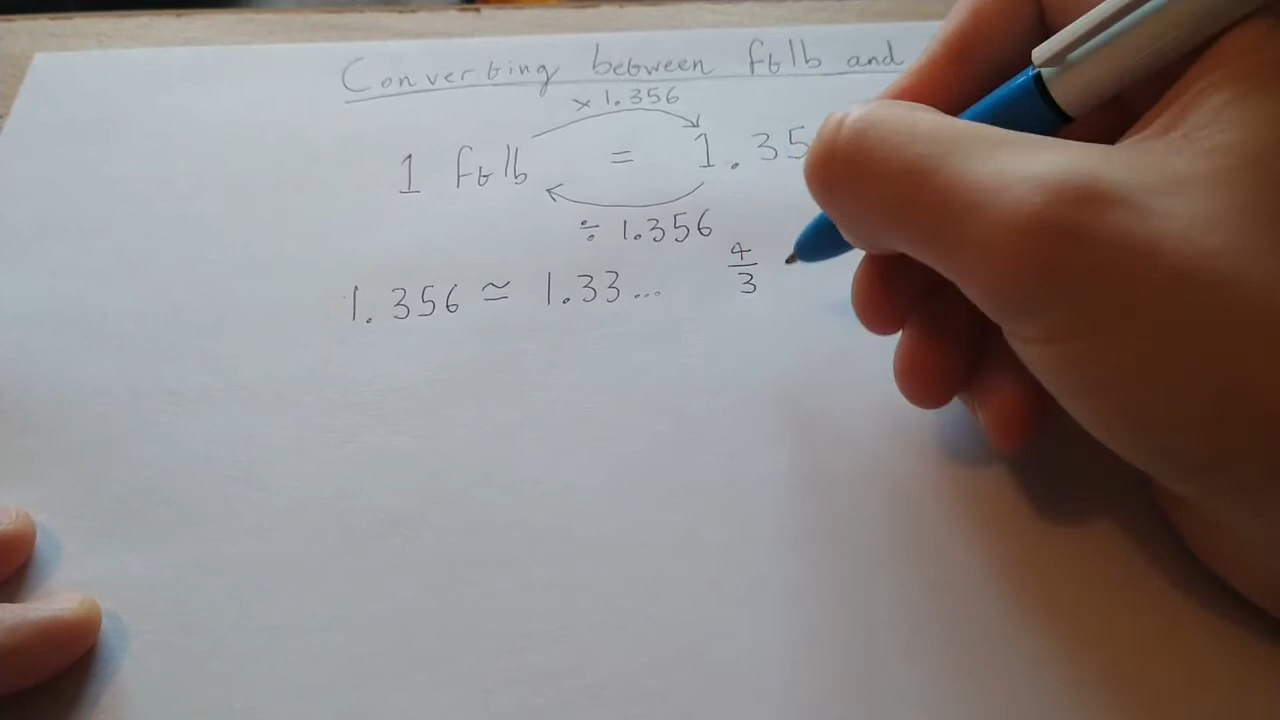 Converting between ftlb and
× 1.356
1 ftlb = 1.35
÷ 1.356
1.356 ≃ 1.33... 4/3